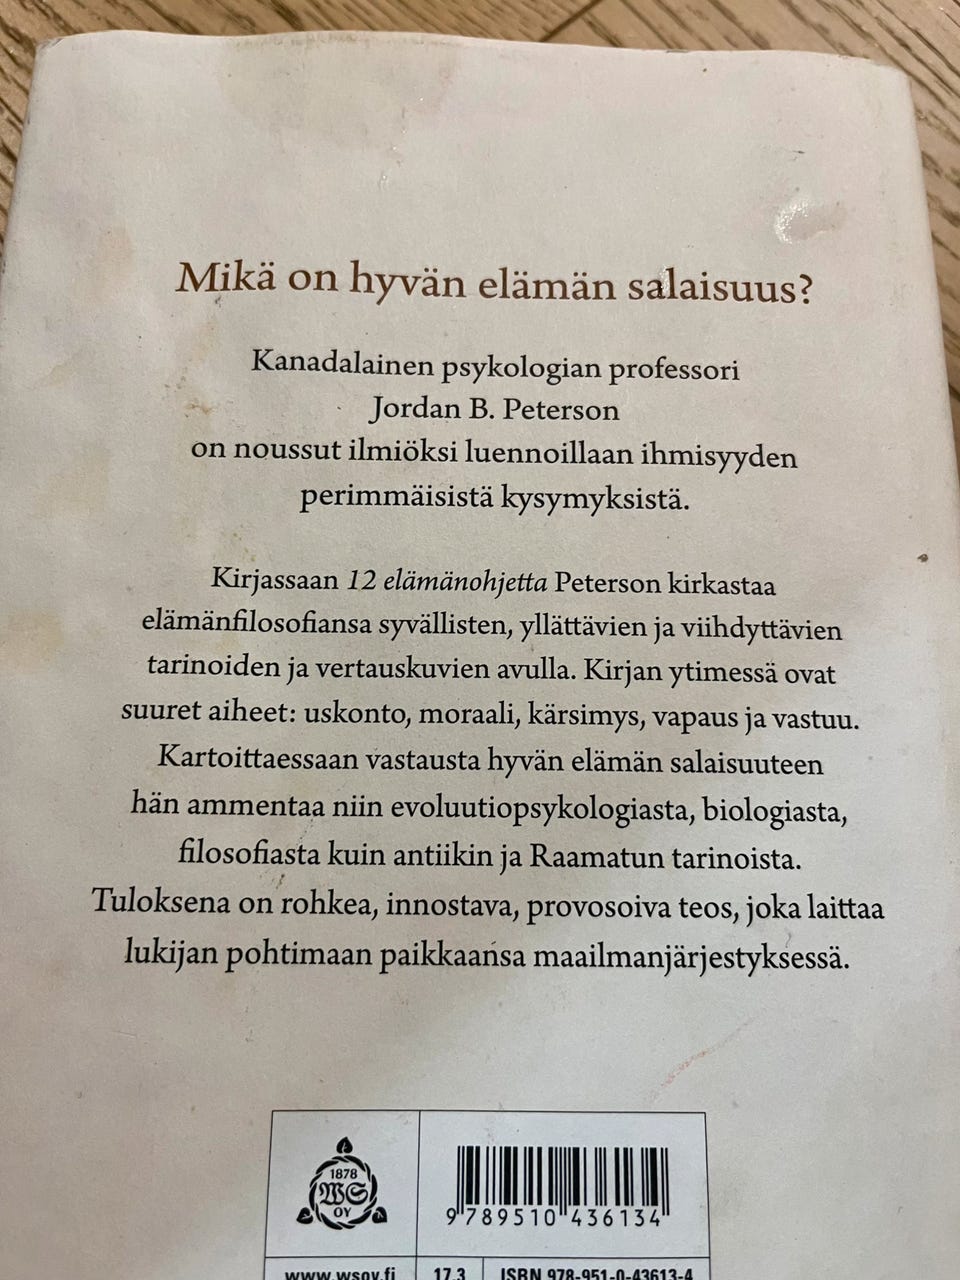 Mikä on hyvän elämän salaisuus?
Kanadalainen psykologian professori
Jordan B. Peterson
on noussut ilmiöksi luennoillaan ihmisyyden
perimmäisistä kysymyksistä.
Kirjassaan 12 elämänohjetta Peterson kirkastaa
elämänfilosofiansa syvällisten, yllättävien ja viihdyttävien
tarinoiden ja vertauskuvien avulla. Kirjan ytimessä ovat
suuret aiheet: uskonto, moraali, kärsimys, vapaus ja vastuu.
Kartoittaessaan vastausta hyvän elämän salaisuuteen
hän ammentaa niin evoluutiopsykologiasta, biologiasta,
filosofiasta kuin antiikin ja Raamatun tarinoista.
Tuloksena on rohkea, innostava, provosoiva teos, joka laittaa
lukijan pohtimaan paikkaansa maailmanjärjestyksessä.
1878
WS
OY
9 789510 436134
www.wsoy.fi 17.3 ISBN 978-951-0-43613-4